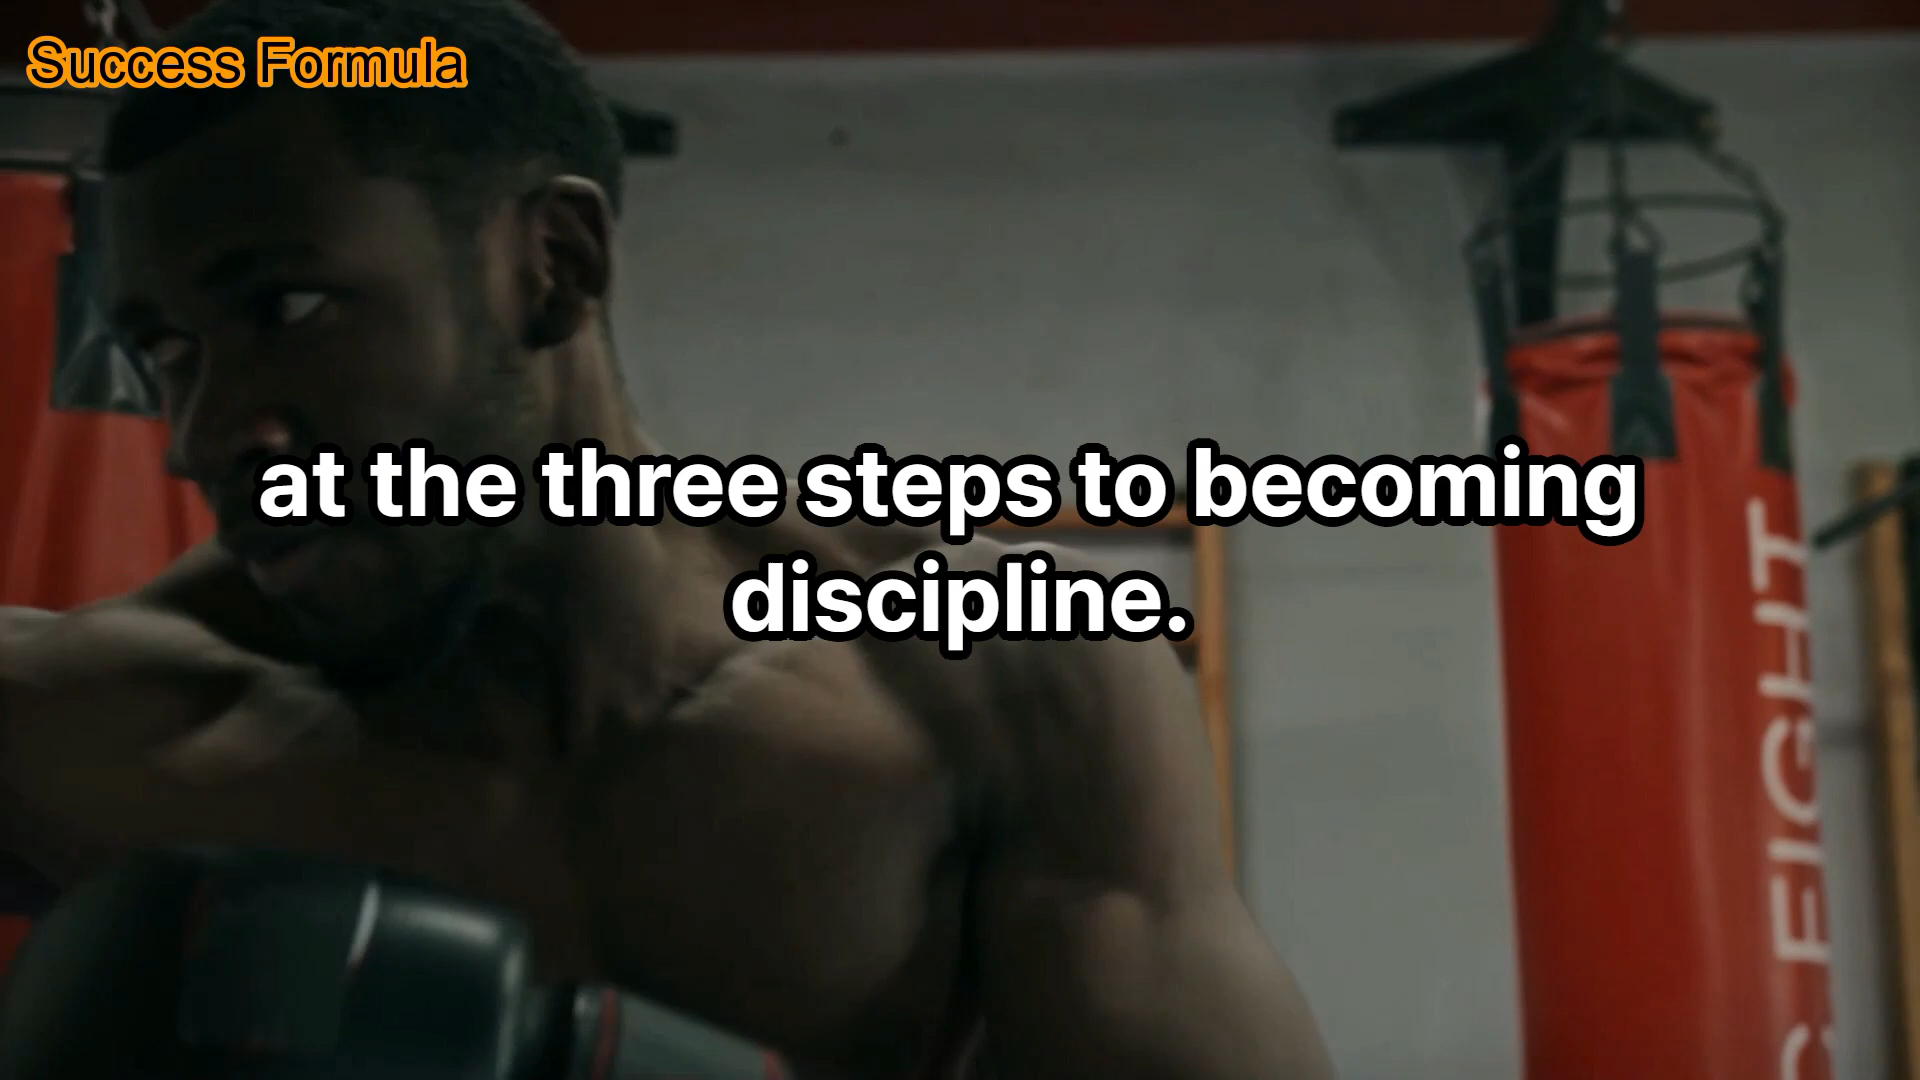 Success Formula
at the three steps to becoming
discipline.
FIGHT